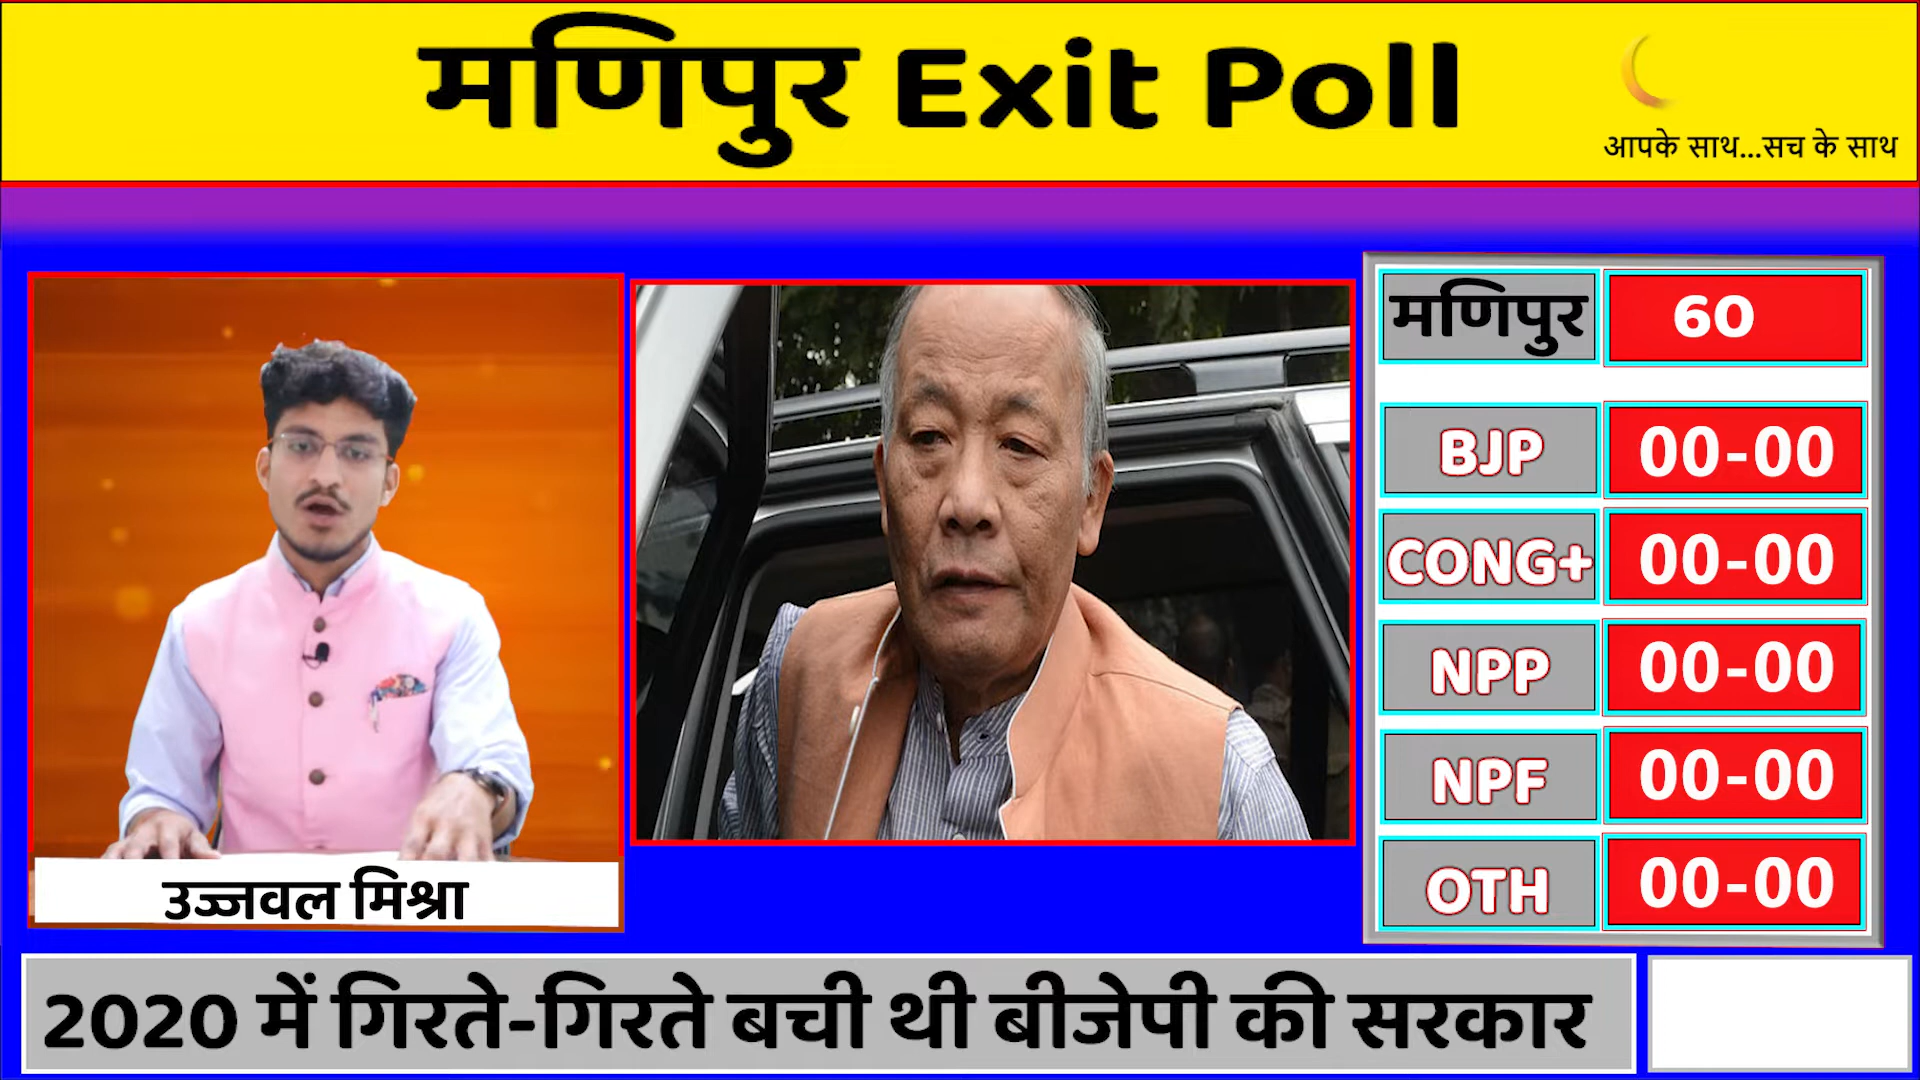 मणिपुर Exit Poll
आपके साथ...सच के साथ
मणिपुर 60
BJP 00-00
CONG+ 00-00
NPP 00-00
NPF 00-00
OTH 00-00
उज्जवल मिश्रा
2020 में गिरते-गिरते बची थी बीजेपी की सरकार